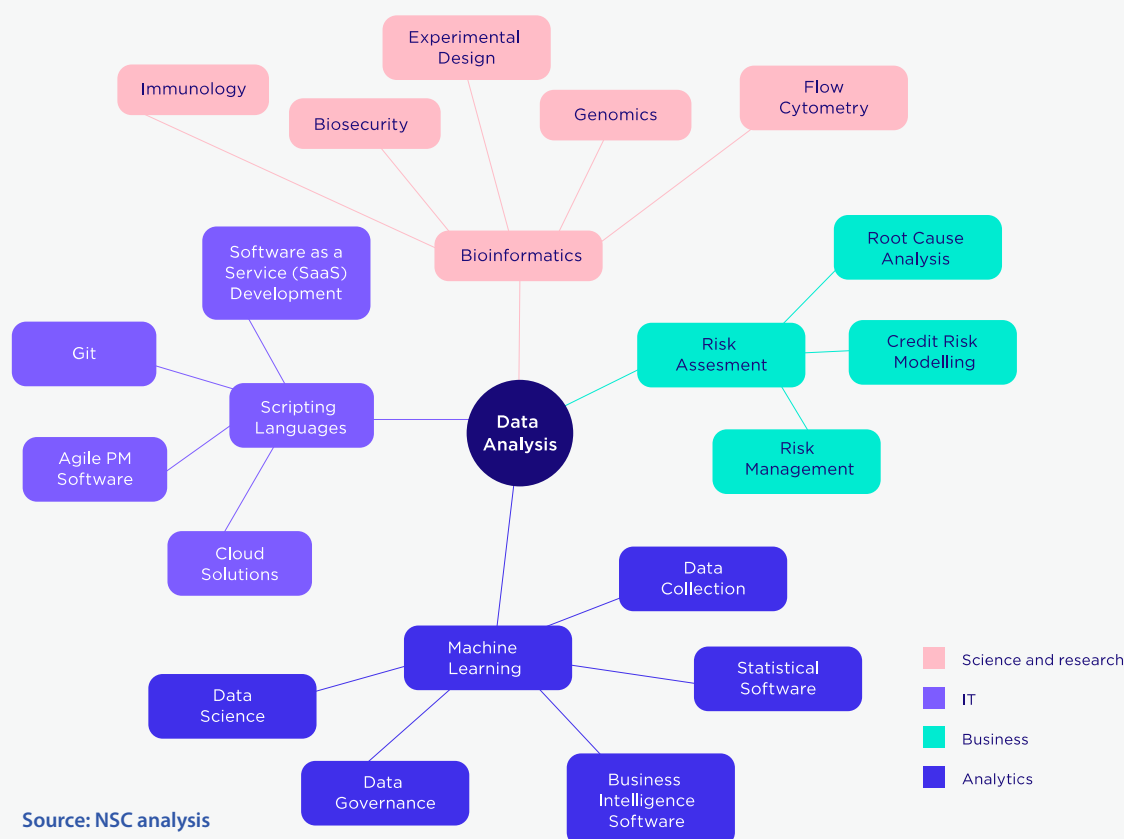 Experimental
Design
Immunology
Flow
Cytometry
Genomics
Biosecurity
Bioinformatics
Root Cause
Analysis
Software as a
Service (SaaS)
Development
Git
Risk
Assesment
Credit Risk
Modelling
Scripting
Languages
Data
Analysis
Risk
Management
Agile PM
Software
Cloud
Solutions
Data
Collection
Machine
Learning
Statistical
Software
Data
Science
Data
Governance
Business
Intelligence
Software
Science and research
IT
Business
Analytics
Source: NSC analysis